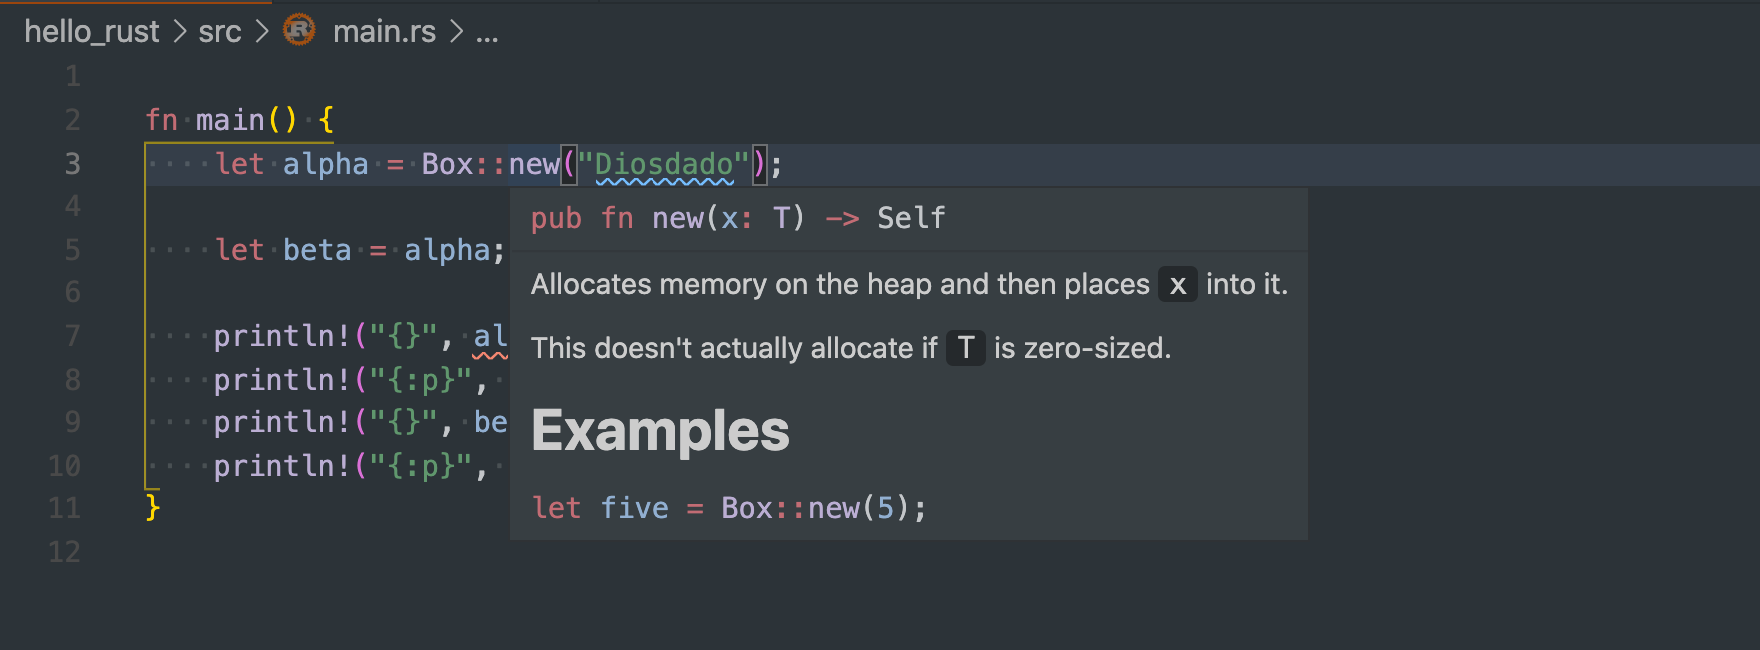 hello_rust > src > main.rs > ...
1
2 fn main() {
3 let alpha = Box::new("Diosdado");
4
5 let beta = alpha;
6
7 println!("{}", al
8 println!("{:p}",
9 println!("{}", be
10 println!("{:p}",
11 }
12
pub fn new(x: T) -> Self
Allocates memory on the heap and then places x into it.
This doesn't actually allocate if T is zero-sized.
Examples
let five = Box::new(5);